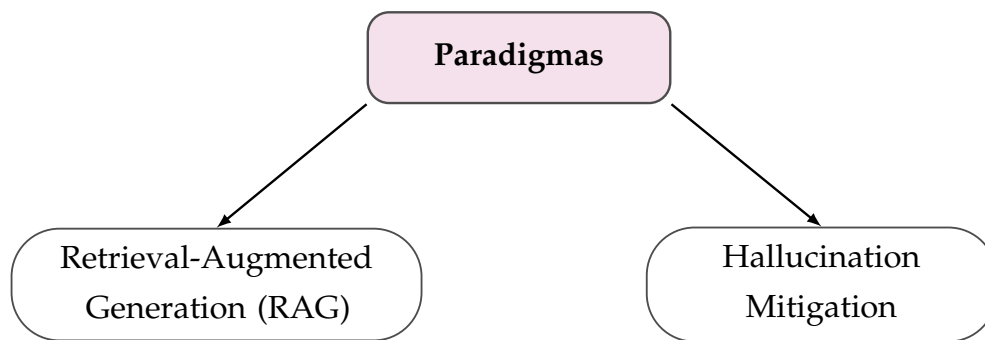 Paradigmas
Retrieval-Augmented
Generation (RAG)
Hallucination
Mitigation